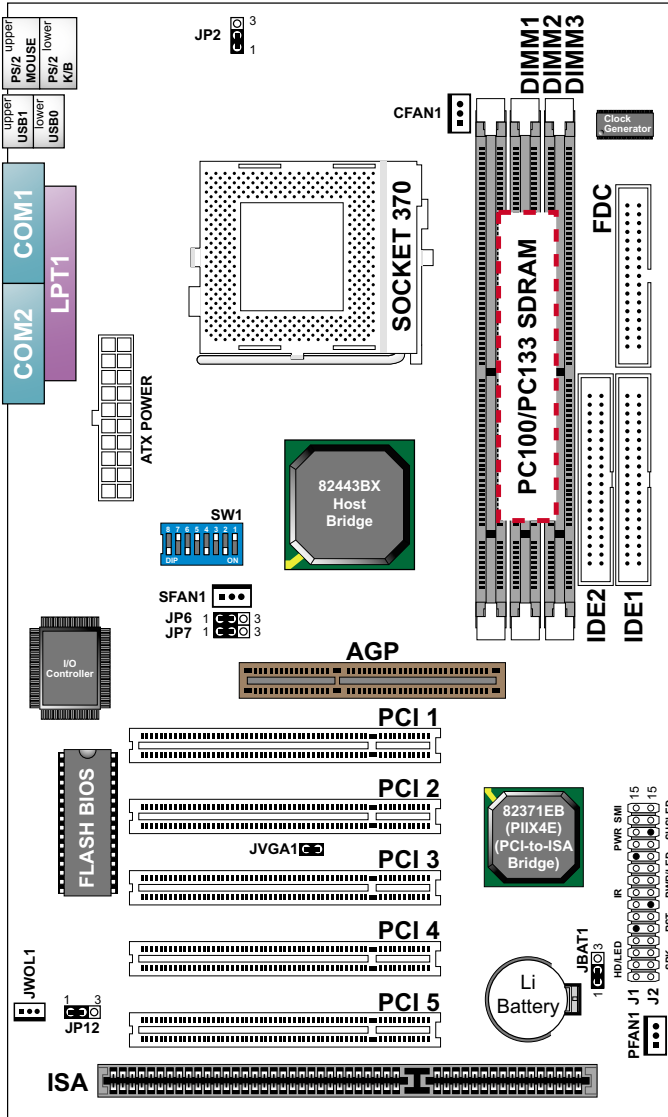 PS/2 upper
MOUSE
PS/2 lower
K/B
upper
USB1
lower
USB0
JP2
3
1
DIMM1
DIMM2
DIMM3
CFAN1
Clock
Generator
COM1
COM2
LPT1
SOCKET 370
FDC
PC100/PC133 SDRAM
ATX POWER
82443BX
Host
Bridge
SW1
8 7 6 5 4 3 2 1
DIP ON
SFAN1
JP6 1 3
JP7 1 3
IDE2
IDE1
I/O
Controller
AGP
PCI 1
FLASH BIOS
PCI 2
82371EB
(PIIX4E)
(PCI-to-ISA
Bridge)
JVGA1
PCI 3
15 15
PWR SMI
IR
HD/LED
J1
J2
PCI 4
JBAT1
1 3
Li
Battery
JWOL1
1 3
JP12
PCI 5
PFAN1
ISA